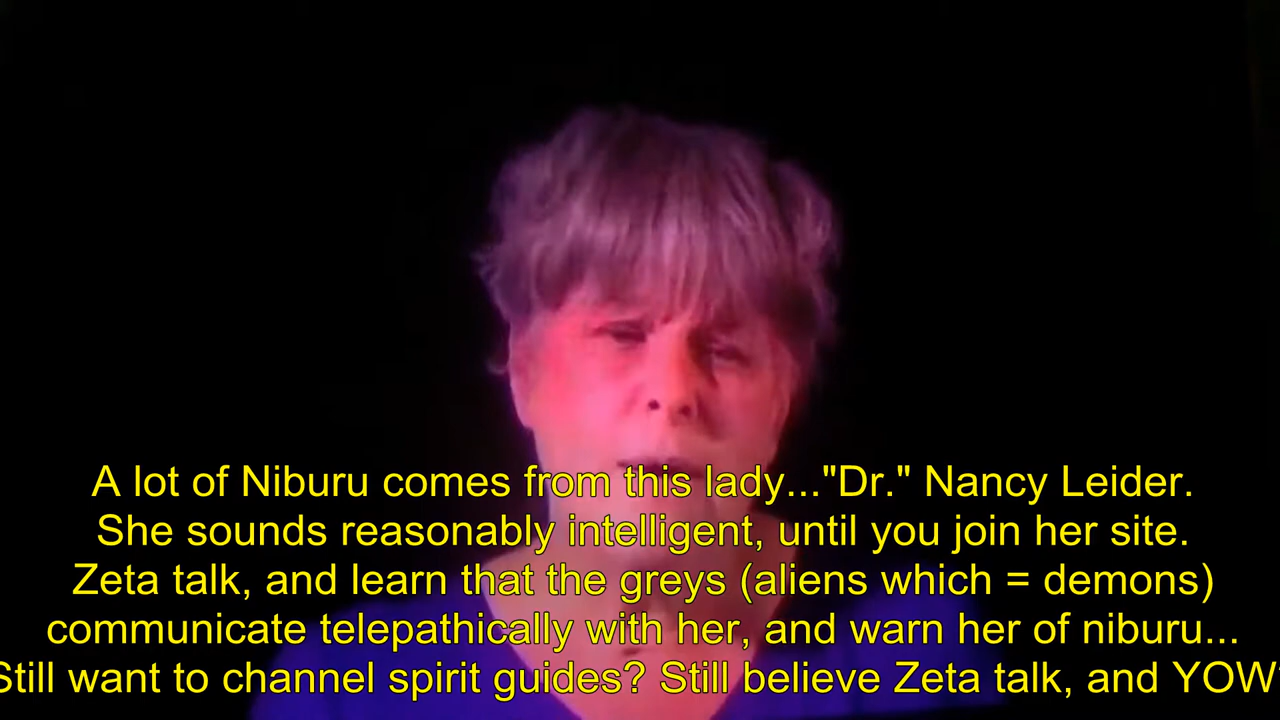 A lot of Niburu comes from this lady..."Dr." Nancy Leider.
She sounds reasonably intelligent, until you join her site.
Zeta talk, and learn that the greys (aliens which = demons)
communicate telepathically with her, and warn her of niburu...
Still want to channel spirit guides? Still believe Zeta talk, and